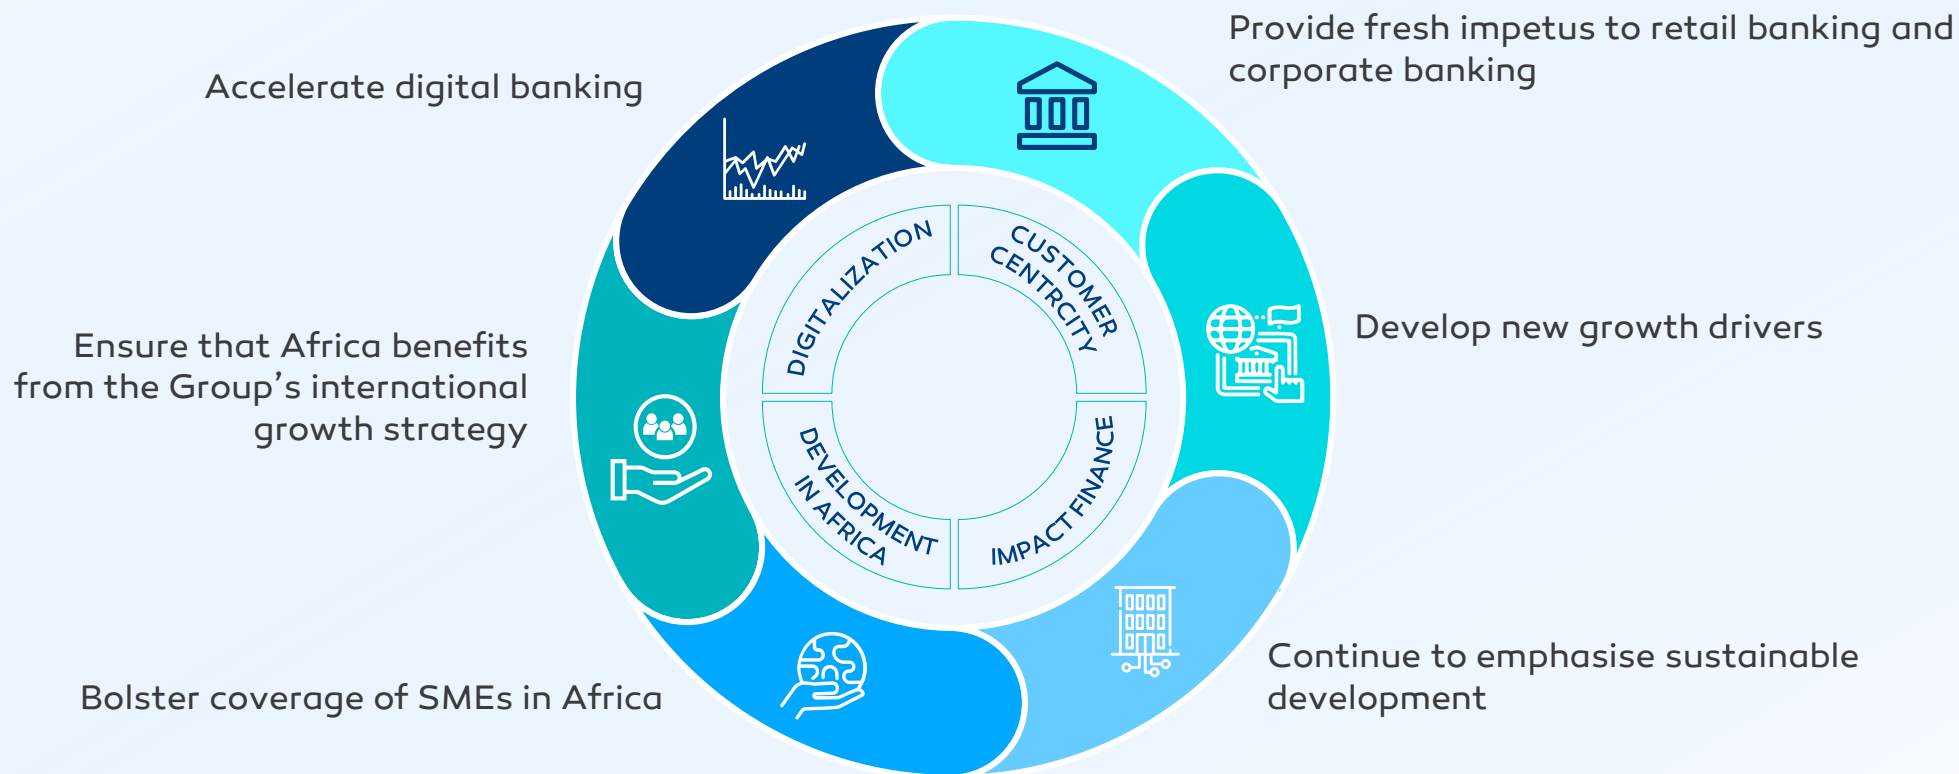 Provide fresh impetus to retail banking and
corporate banking
Accelerate digital banking
DIGITALIZATION
CUSTOMER
CENTRCITY
Develop new growth drivers
Ensure that Africa benefits
from the Group’s international
growth strategy
DEVELOPMENT
IN AFRICA
IMPACT FINANCE
Continue to emphasise sustainable
development
Bolster coverage of SMEs in Africa